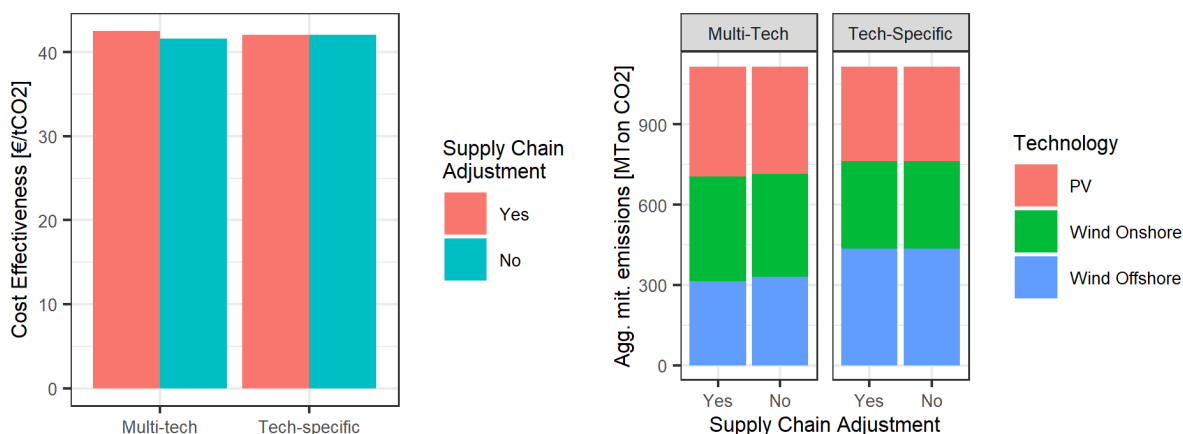 Cost Effectiveness [€/tCO2]
40
30
20
10
0
Multi-tech
Tech-specific
Supply Chain
Adjustment
Yes
No
Agg. mit. emissions [MTon CO2]
900
600
300
0
Multi-Tech
Tech-Specific
Yes
No
Yes
No
Supply Chain Adjustment
Technology
PV
Wind Onshore
Wind Offshore